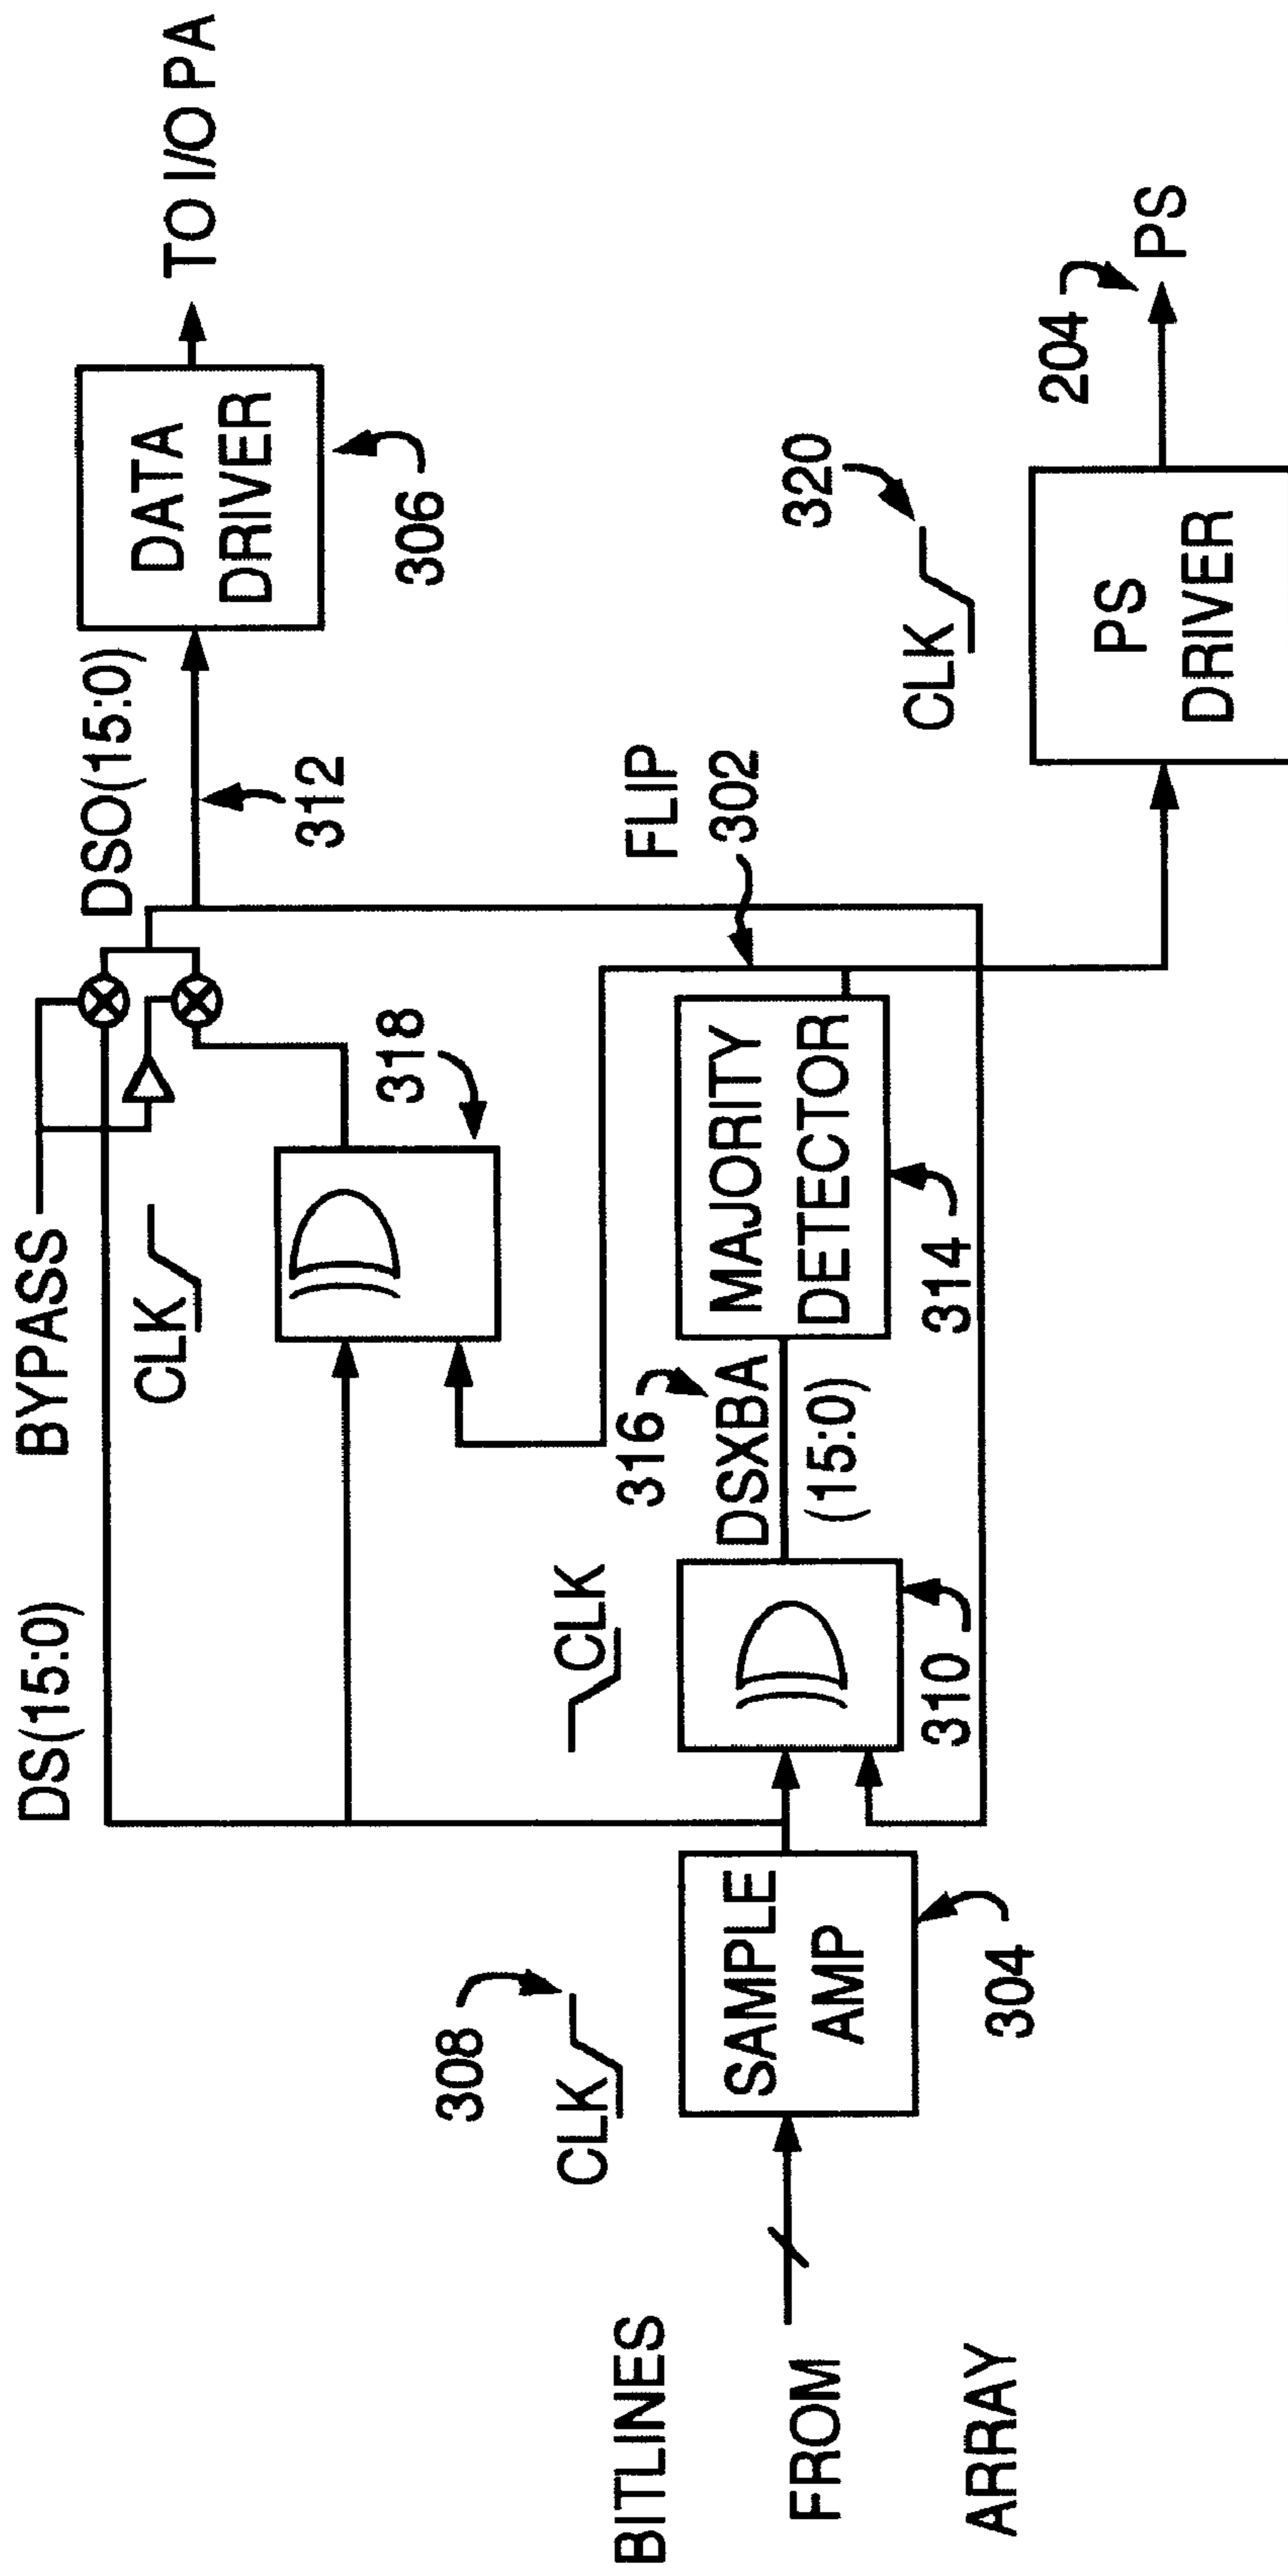 DS(15:0)
BYPASS
DSO(15:0)
CLK
312
DATA
DRIVER
306
TO I/O PA
318
308
CLK
CLK
316
DSXBA
(15:0)
FLIP
302
320
CLK
204
PS
BITLINES
FROM
ARRAY
SAMPLE
AMP
304
310
MAJORITY
DETECTOR
314
PS
DRIVER